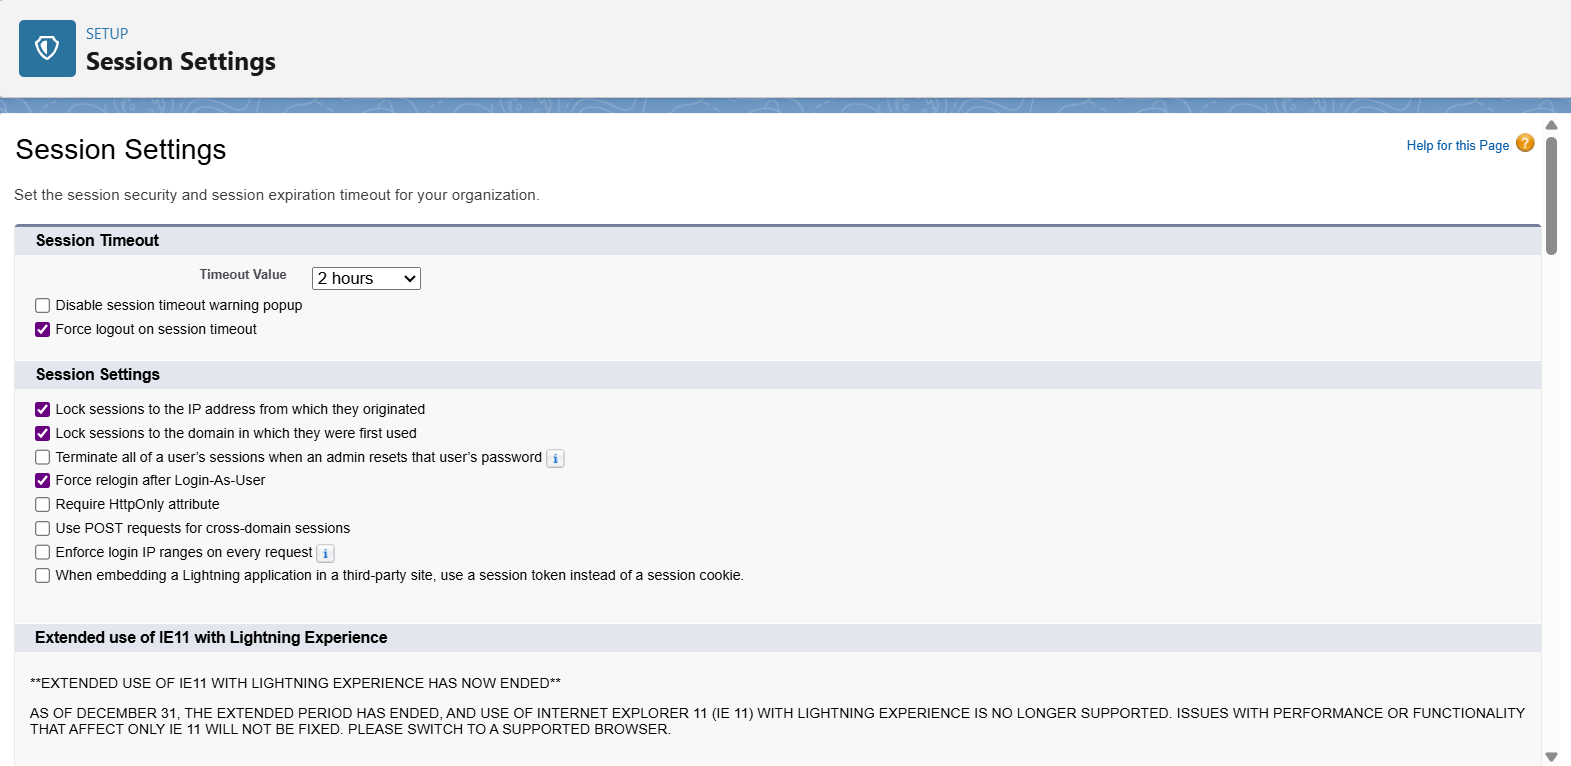 SETUP
Session Settings
Session Settings
Help for this Page ?
Set the session security and session expiration timeout for your organization.
Session Timeout
Timeout Value 2 hours
Disable session timeout warning popup
Force logout on session timeout
Session Settings
Lock sessions to the IP address from which they originated
Lock sessions to the domain in which they were first used
Terminate all of a user’s sessions when an admin resets that user’s password i
Force relogin after Login-As-User
Require HttpOnly attribute
Use POST requests for cross-domain sessions
Enforce login IP ranges on every request i
When embedding a Lightning application in a third-party site, use a session token instead of a session cookie.
Extended use of IE11 with Lightning Experience
**EXTENDED USE OF IE11 WITH LIGHTNING EXPERIENCE HAS NOW ENDED**
AS OF DECEMBER 31, THE EXTENDED PERIOD HAS ENDED, AND USE OF INTERNET EXPLORER 11 (IE 11) WITH LIGHTNING EXPERIENCE IS NO LONGER SUPPORTED. ISSUES WITH PERFORMANCE OR FUNCTIONALITY
THAT AFFECT ONLY IE 11 WILL NOT BE FIXED. PLEASE SWITCH TO A SUPPORTED BROWSER.